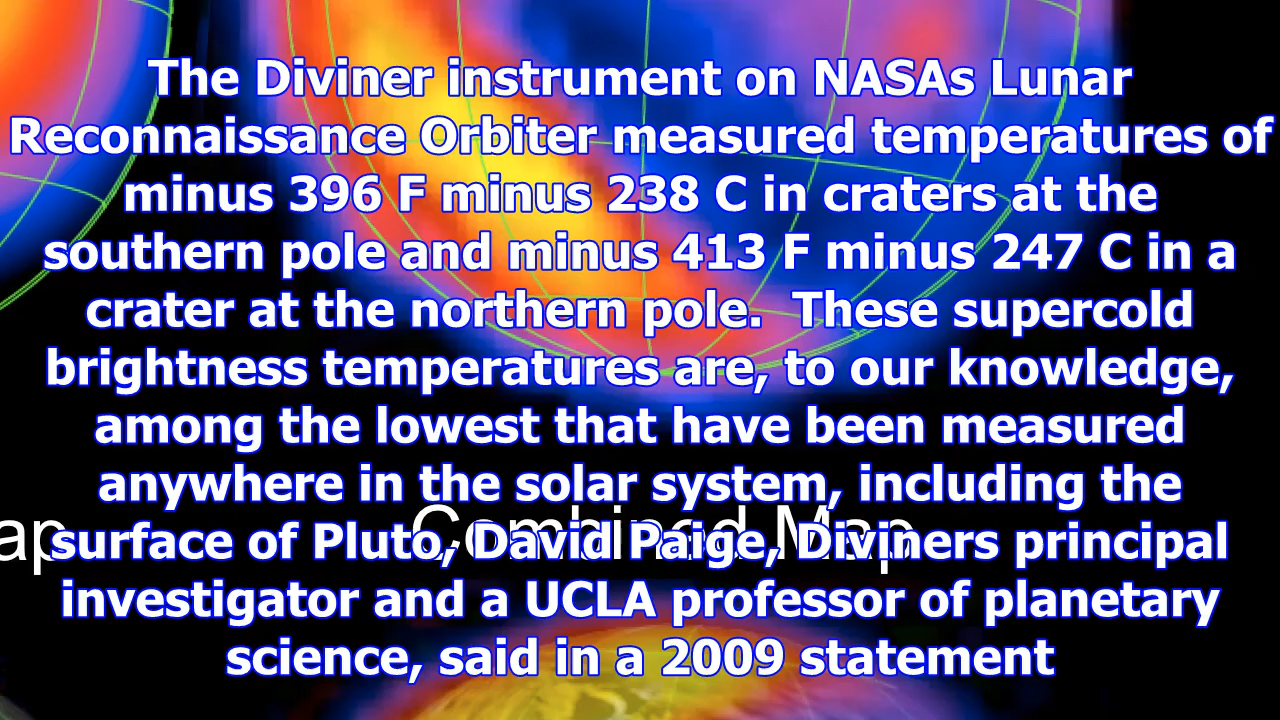 The Diviner instrument on NASAs Lunar
Reconnaissance Orbiter measured temperatures of
minus 396 F minus 238 C in craters at the
southern pole and minus 413 F minus 247 C in a
crater at the northern pole.  These supercold
brightness temperatures are, to our knowledge,
among the lowest that have been measured
anywhere in the solar system, including the
ap Combined Map
surface of Pluto, David Paige, Diviners principal
investigator and a UCLA professor of planetary
science, said in a 2009 statement